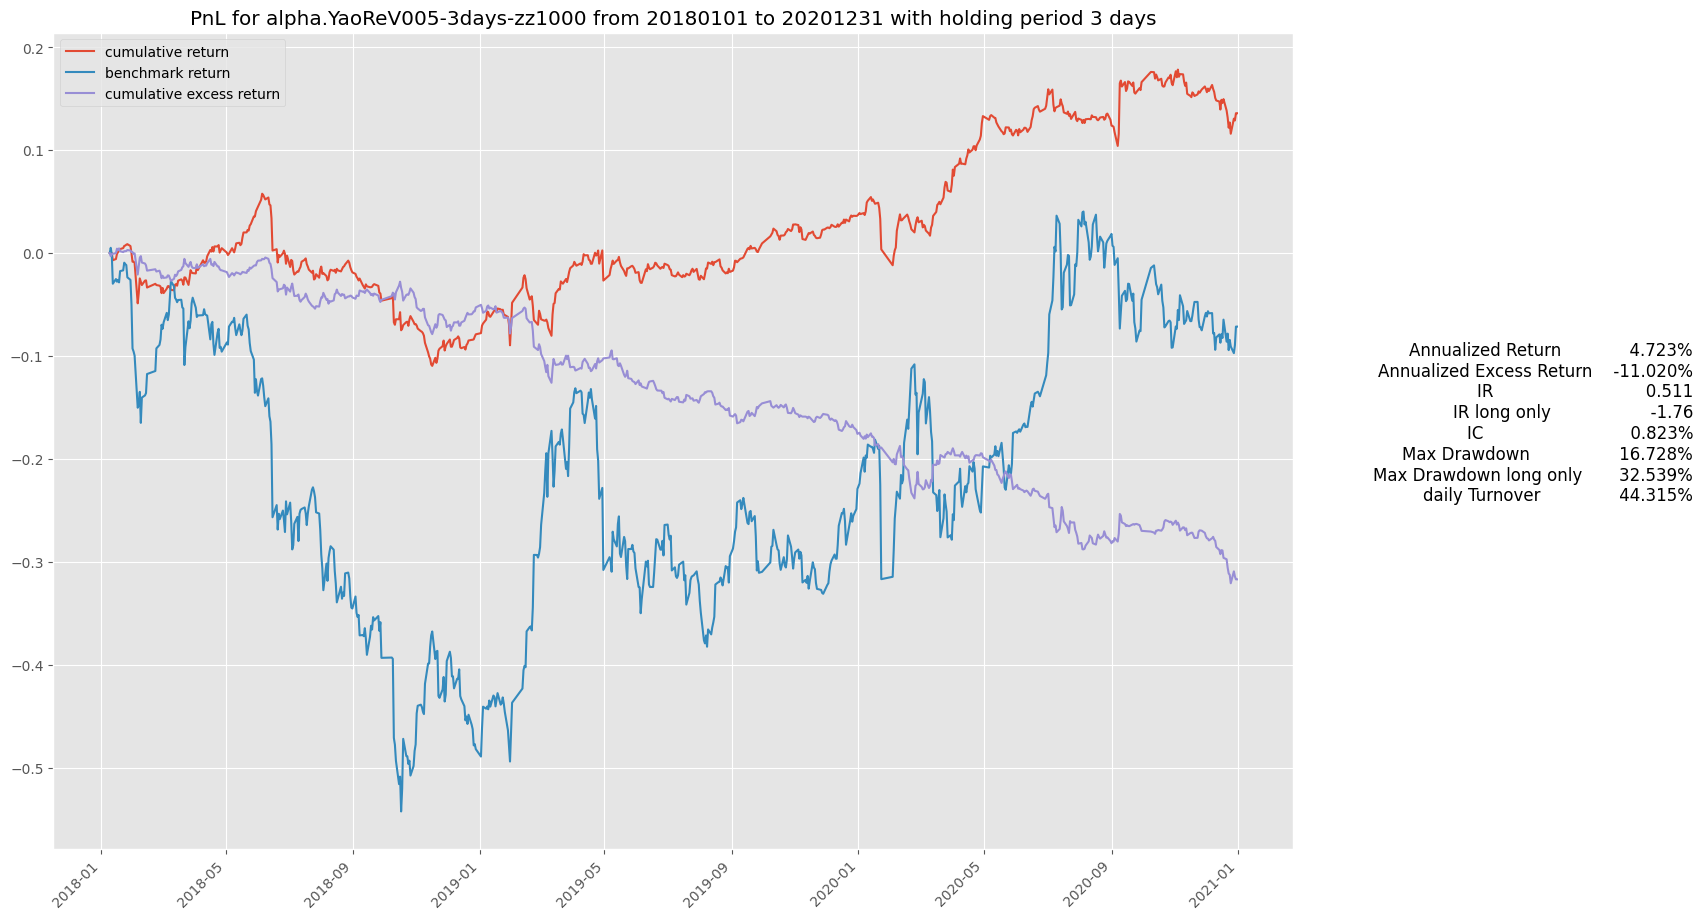 PnL for alpha.YaoReV005-3days-zz1000 from 20180101 to 20201231 with holding period 3 days
cumulative return
benchmark return
cumulative excess return
0.2
0.1
0.0
−0.1
−0.2
−0.3
−0.4
−0.5
2018-01
2018-05
2018-09
2019-01
2019-05
2019-09
2020-01
2020-05
2020-09
2021-01
Annualized Return 4.723%
Annualized Excess Return -11.020%
IR 0.511
IR long only -1.76
IC 0.823%
Max Drawdown 16.728%
Max Drawdown long only 32.539%
daily Turnover 44.315%